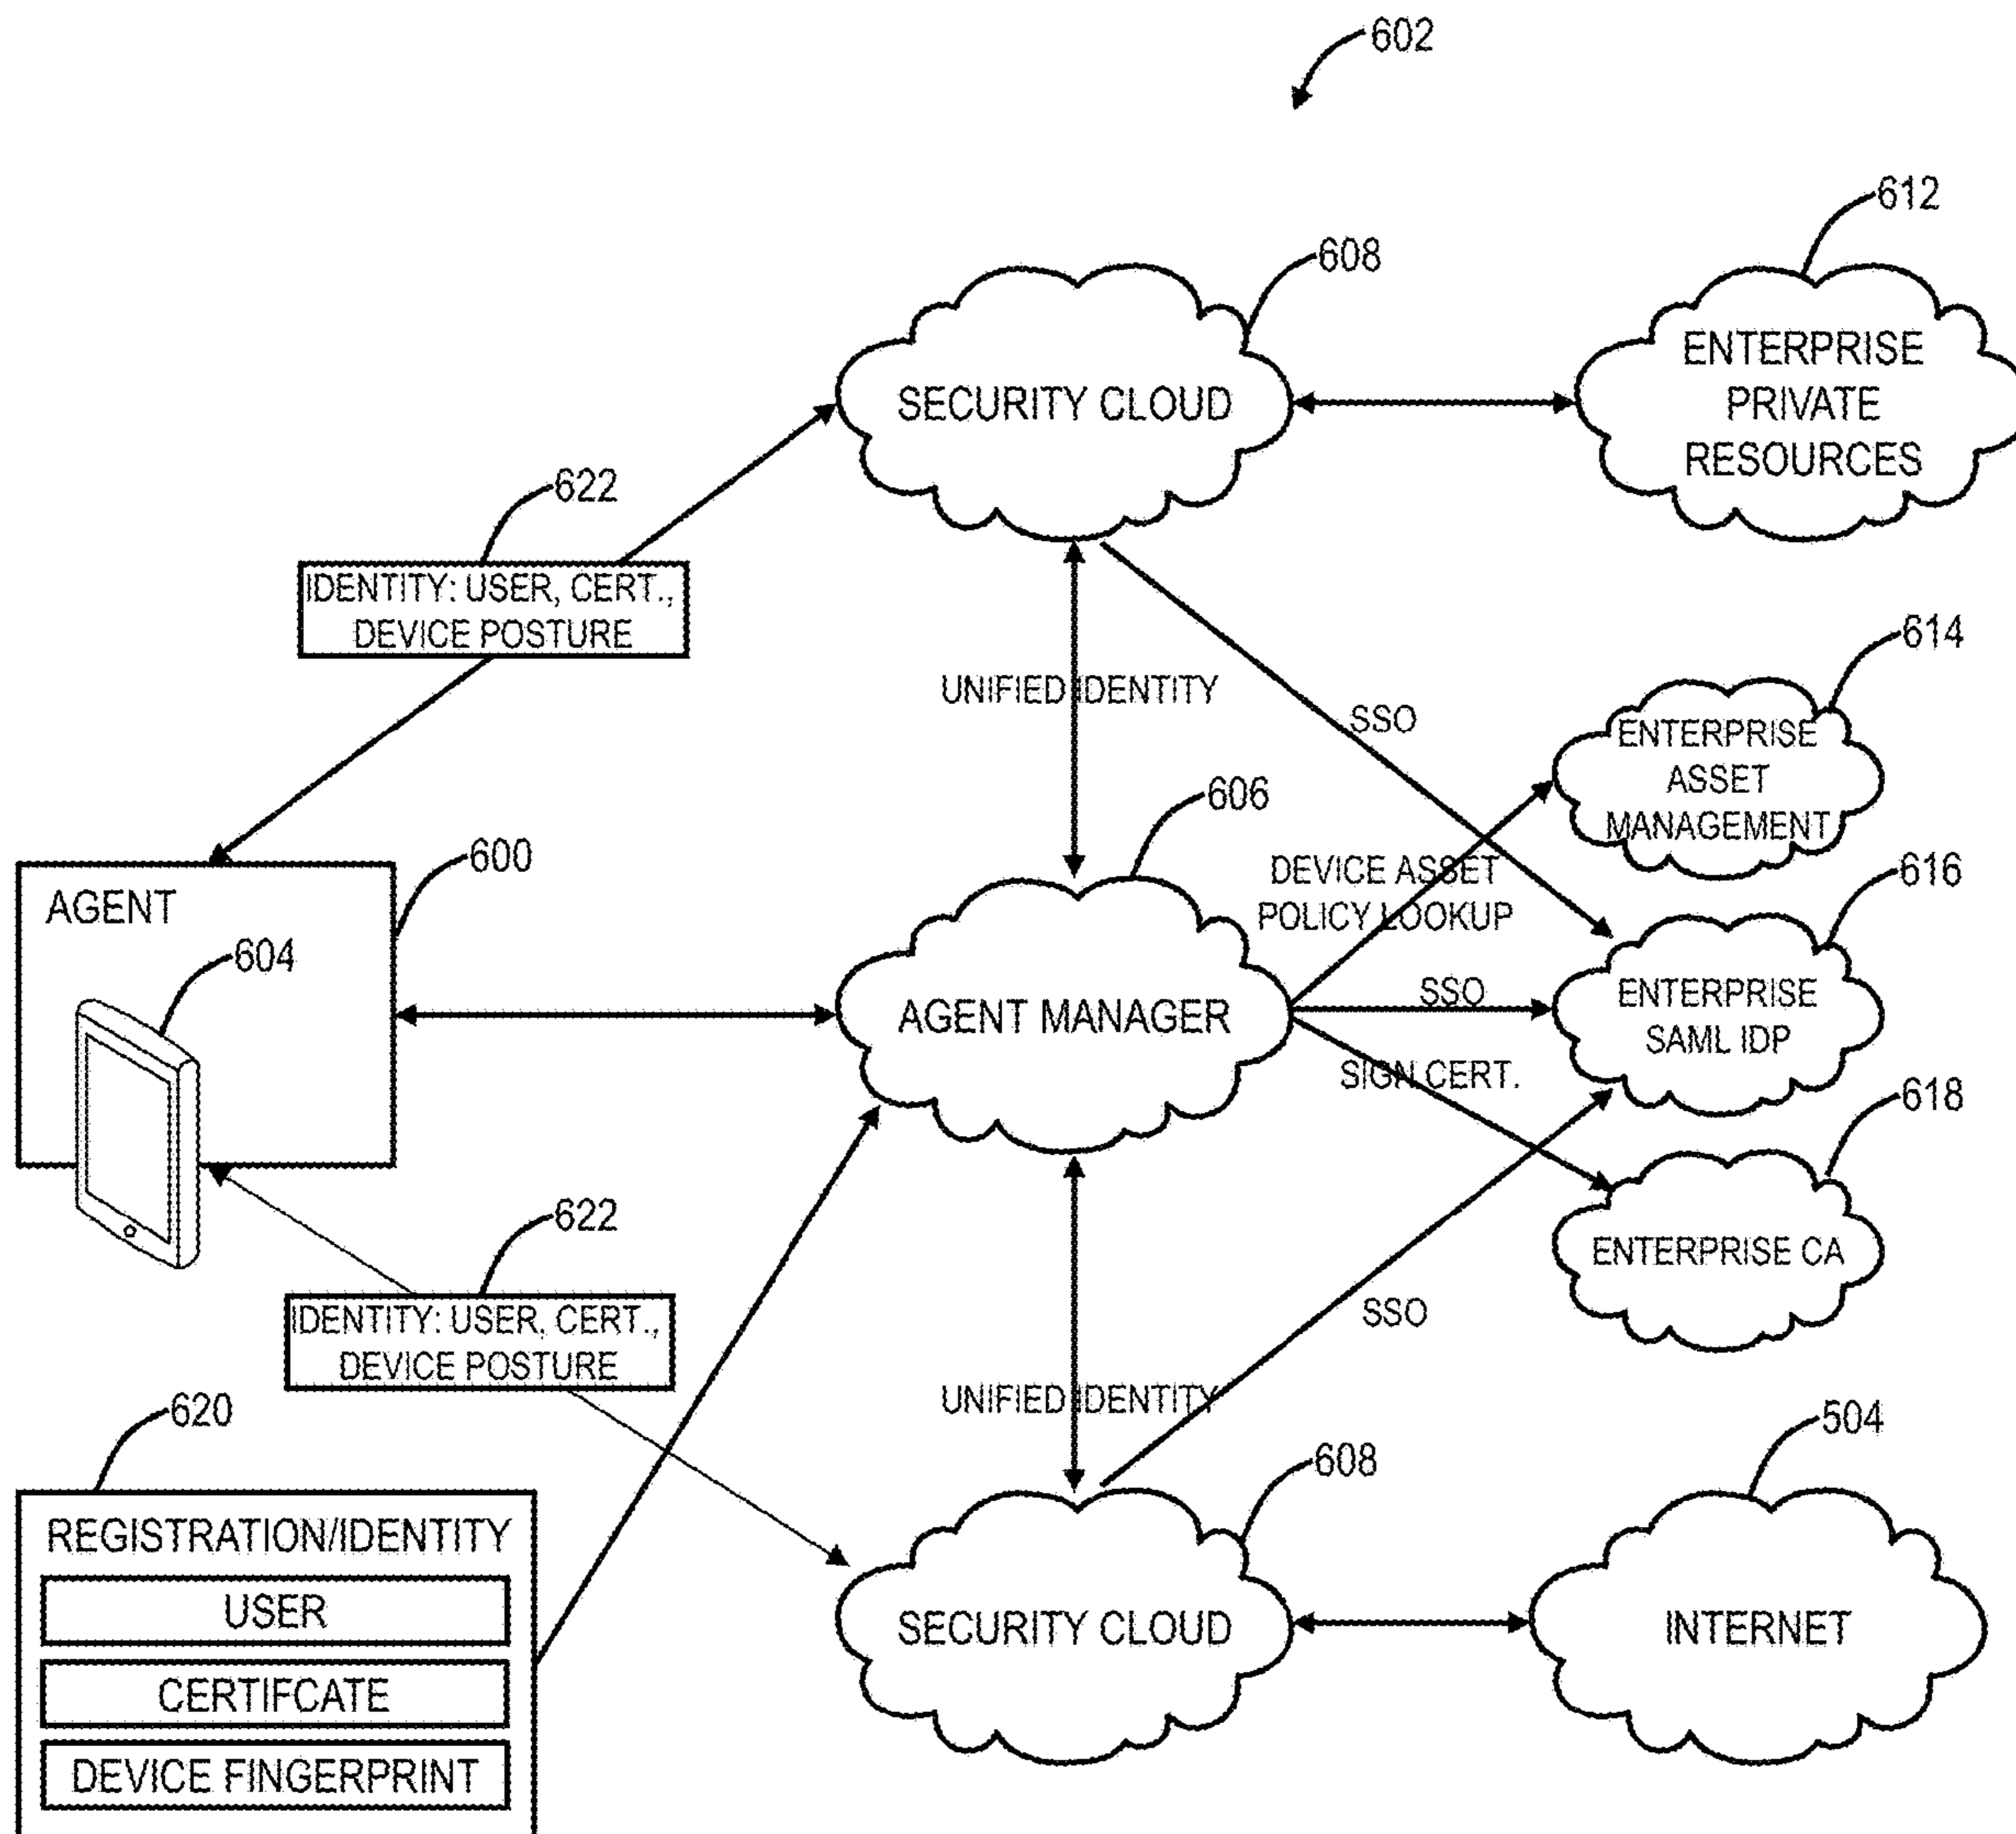 602
612
608
ENTERPRISE
PRIVATE
RESOURCES
SECURITY CLOUD
622
IDENTITY: USER, CERT.,
DEVICE POSTURE
614
UNIFIED IDENTITY
SSO
ENTERPRISE
ASSET
MANAGEMENT
606
600
DEVICE ASSET
POLICY LOOKUP
616
AGENT
604
AGENT MANAGER
SSO
ENTERPRISE
SAML IDP
SIGN CERT.
618
622
ENTERPRISE CA
IDENTITY: USER, CERT.,
DEVICE POSTURE
SSO
UNIFIED IDENTITY
620
504
608
REGISTRATION/IDENTITY
USER
CERTIFCATE
DEVICE FINGERPRINT
SECURITY CLOUD
INTERNET